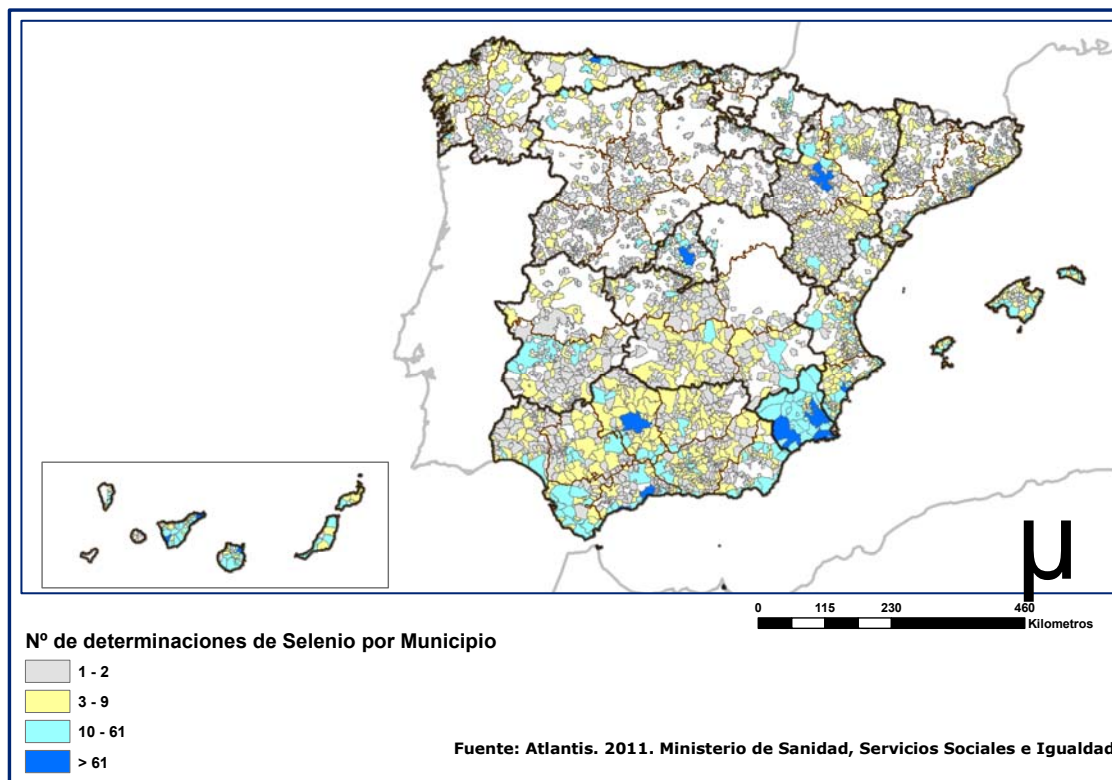 µ
0 115 230 460
Kilometros
Nº de determinaciones de Selenio por Municipio
1 - 2
3 - 9
10 - 61
> 61
Fuente: Atlantis. 2011. Ministerio de Sanidad, Servicios Sociales e Igualdad